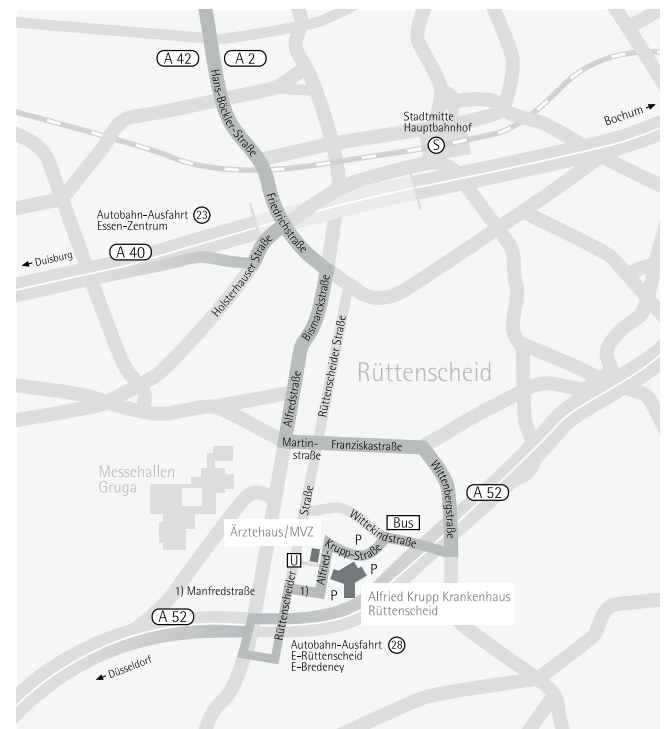 A 42
A 2
Hans-Böckler-Straße
Stadtmitte
Hauptbahnhof
S
Bochum
Autobahn-Ausfahrt 23
Essen-Zentrum
A 40
Duisburg
Friedrichstraße
Holsterhauser Straße
Bismarckstraße
Rüttenscheider Straße
Rüttenscheid
Alfredstraße
Martin-
straße
Franziskastraße
Wittenbergstraße
A 52
Messehallen
Gruga
Straße
Wittekindstraße
Bus
Ärztehaus/MVZ
P
Krupp-Straße
Alfried-
P
U
1) Manfredstraße
Rüttenscheider
1)
P
Alfried Krupp Krankenhaus
Rüttenscheid
A 52
Autobahn-Ausfahrt 28
E-Rüttenscheid
E-Bredeney
Düsseldorf